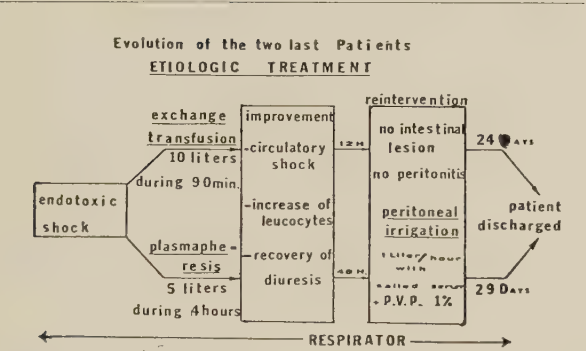 Evolution of the two last Patients
ETIOLOGIC TREATMENT
endotoxic
shock
exchange
transfusion
10 liters
during 90min.
plasmaphe-
resis
5 liters
during 4hours
improvement
-circulatory
shock
-increase of
leucocytes
-recovery of
diuresis
12 H.
48 H.
reintervention
no intestinal
lesion
no peritonitis
peritoneal
irrigation
1 Liter/hour
with
salted serum
+ P.V.P. 1%
24 DAYS
29 DAYS
patient
discharged
RESPIRATOR